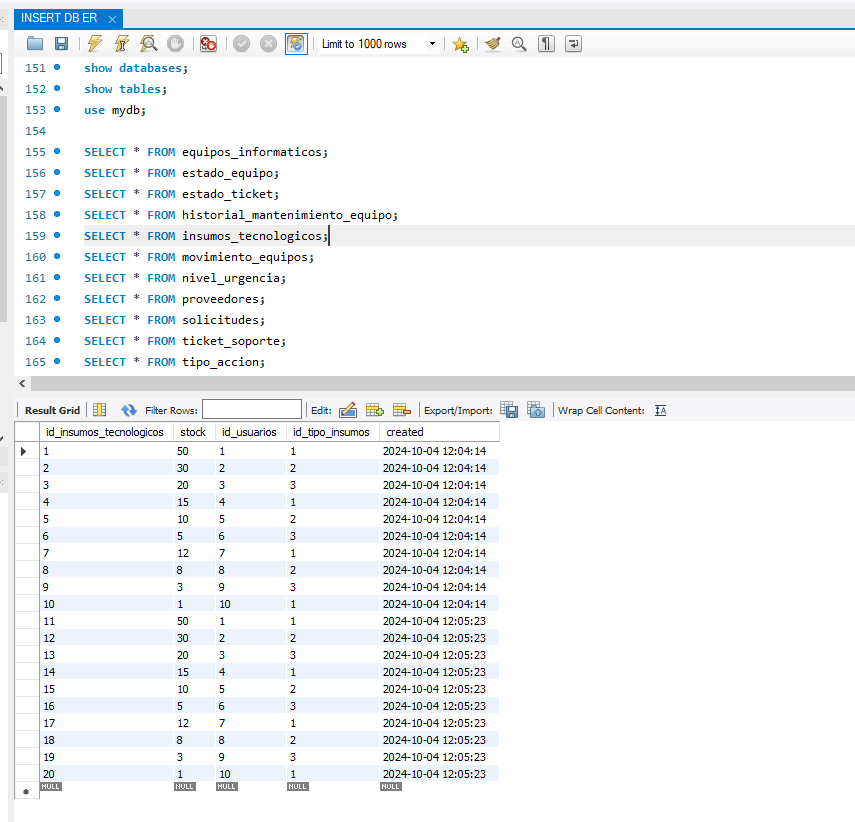 INSERT DB ER
Limit to 1000 rows
151 show databases;
152 show tables;
153 use mydb;
154
155 SELECT * FROM equipos_informaticos;
156 SELECT * FROM estado_equipo;
157 SELECT * FROM estado_ticket;
158 SELECT * FROM historial_mantenimiento_equipo;
159 SELECT * FROM insumos_tecnologicos;
160 SELECT * FROM movimiento_equipos;
161 SELECT * FROM nivel_urgencia;
162 SELECT * FROM proveedores;
163 SELECT * FROM solicitudes;
164 SELECT * FROM ticket_soporte;
165 SELECT * FROM tipo_accion;
Result Grid Filter Rows: Edit: Export/Import: Wrap Cell Content:
id_insumos_tecnologicos stock id_usuarios id_tipo_insumos created
1 50 1 1 2024-10-04 12:04:14
2 30 2 2 2024-10-04 12:04:14
3 20 3 3 2024-10-04 12:04:14
4 15 4 1 2024-10-04 12:04:14
5 10 5 2 2024-10-04 12:04:14
6 5 6 3 2024-10-04 12:04:14
7 12 7 1 2024-10-04 12:04:14
8 8 8 2 2024-10-04 12:04:14
9 3 9 3 2024-10-04 12:04:14
10 1 10 1 2024-10-04 12:04:14
11 50 1 1 2024-10-04 12:05:23
12 30 2 2 2024-10-04 12:05:23
13 20 3 3 2024-10-04 12:05:23
14 15 4 1 2024-10-04 12:05:23
15 10 5 2 2024-10-04 12:05:23
16 5 6 3 2024-10-04 12:05:23
17 12 7 1 2024-10-04 12:05:23
18 8 8 2 2024-10-04 12:05:23
19 3 9 3 2024-10-04 12:05:23
20 1 10 1 2024-10-04 12:05:23
NULL NULL NULL NULL NULL